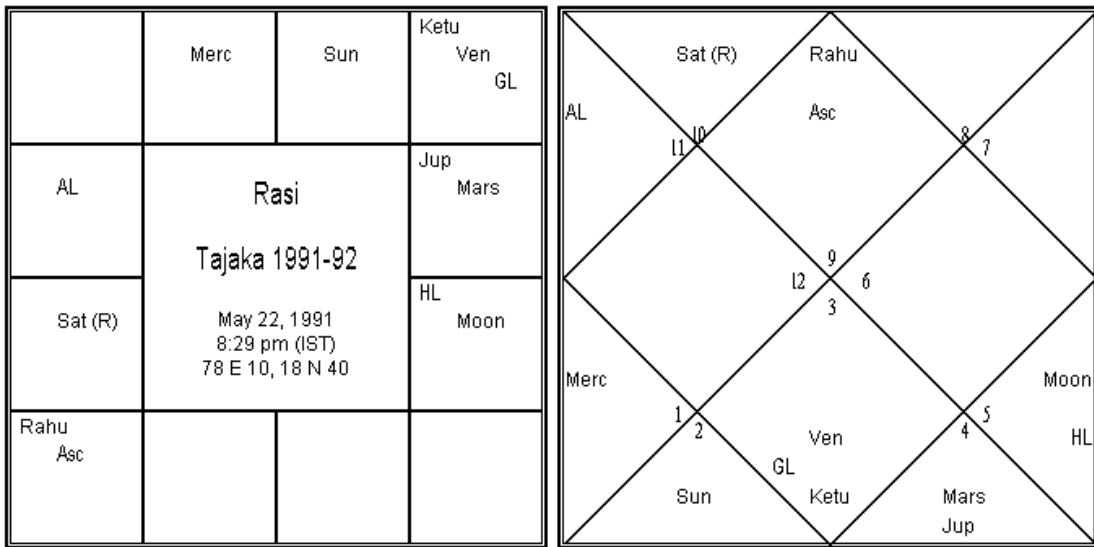 Ketu
Merc Sun Ven
GL
AL
Rasi
Jup
Mars
Tajaka 1991-92
Sat (R)
May 22, 1991
8:29 pm (IST)
78 E 10, 18 N 40
HL
Moon
Rahu
Asc
Sat (R) Rahu
AL Asc
10 8
11 7
9
12 6
3
Merc Moon
1 5
2 4
HL
Ven
GL
Sun Ketu Mars
Jup